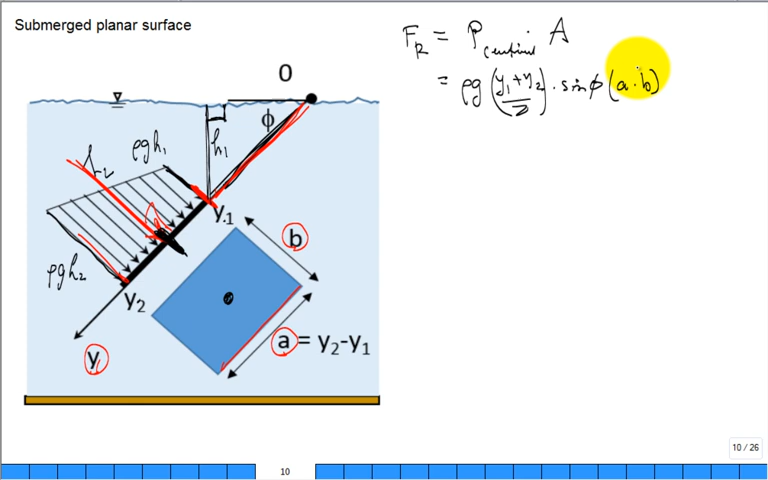 Submerged planar surface
F_R = P_centroid A
= ρg (y₁+y₂)/2 · sin φ (a·b)
O
φ
h₁
ρgh₁
y₁
b
ρgh₂
y₂
a = y₂-y₁
y
10 / 26
10